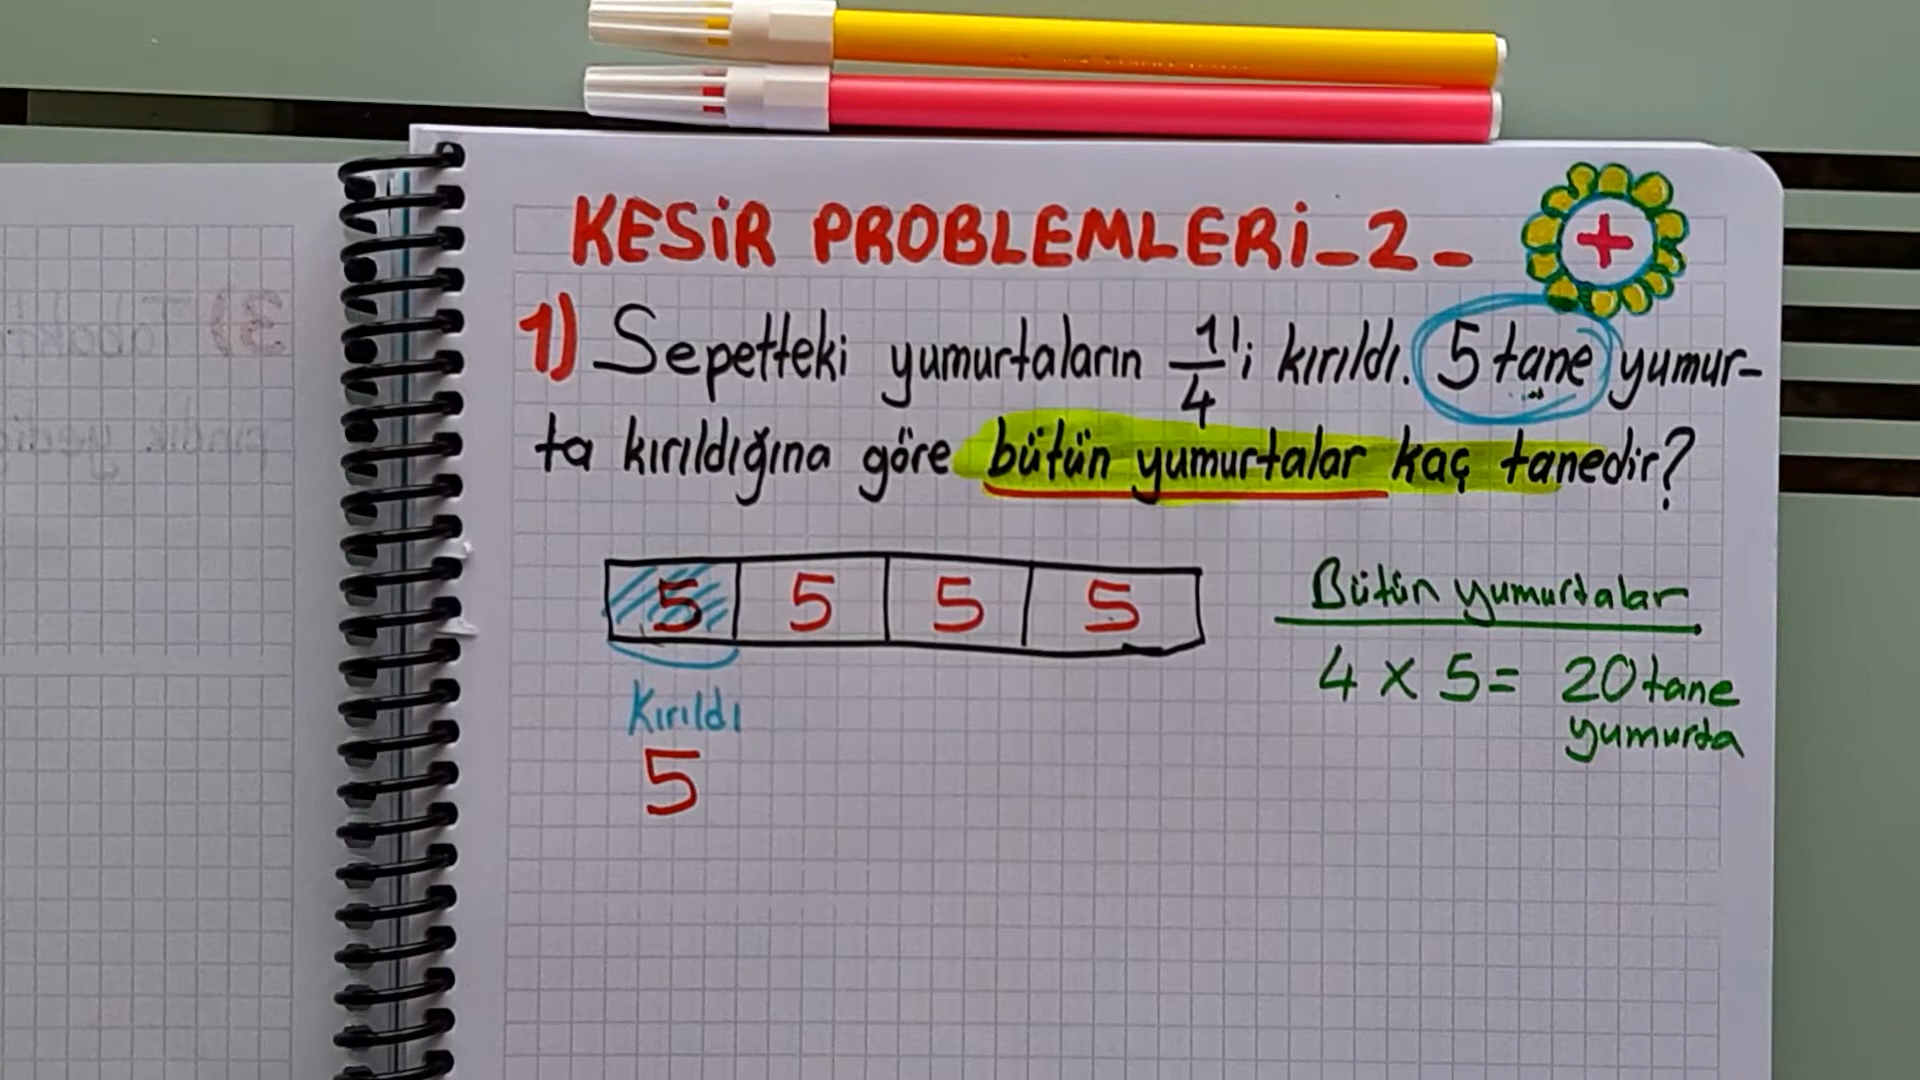 KESİR PROBLEMLERİ_2_
+
1) Sepetteki yumurtaların 1/4'i kırıldı. 5 tane yumur-
ta kırıldığına göre bütün yumurtalar kaç tanedir?
5 5 5 5
Kırıldı
5
Bütün yumurtalar
4 x 5 = 20 tane
yumurta
3)